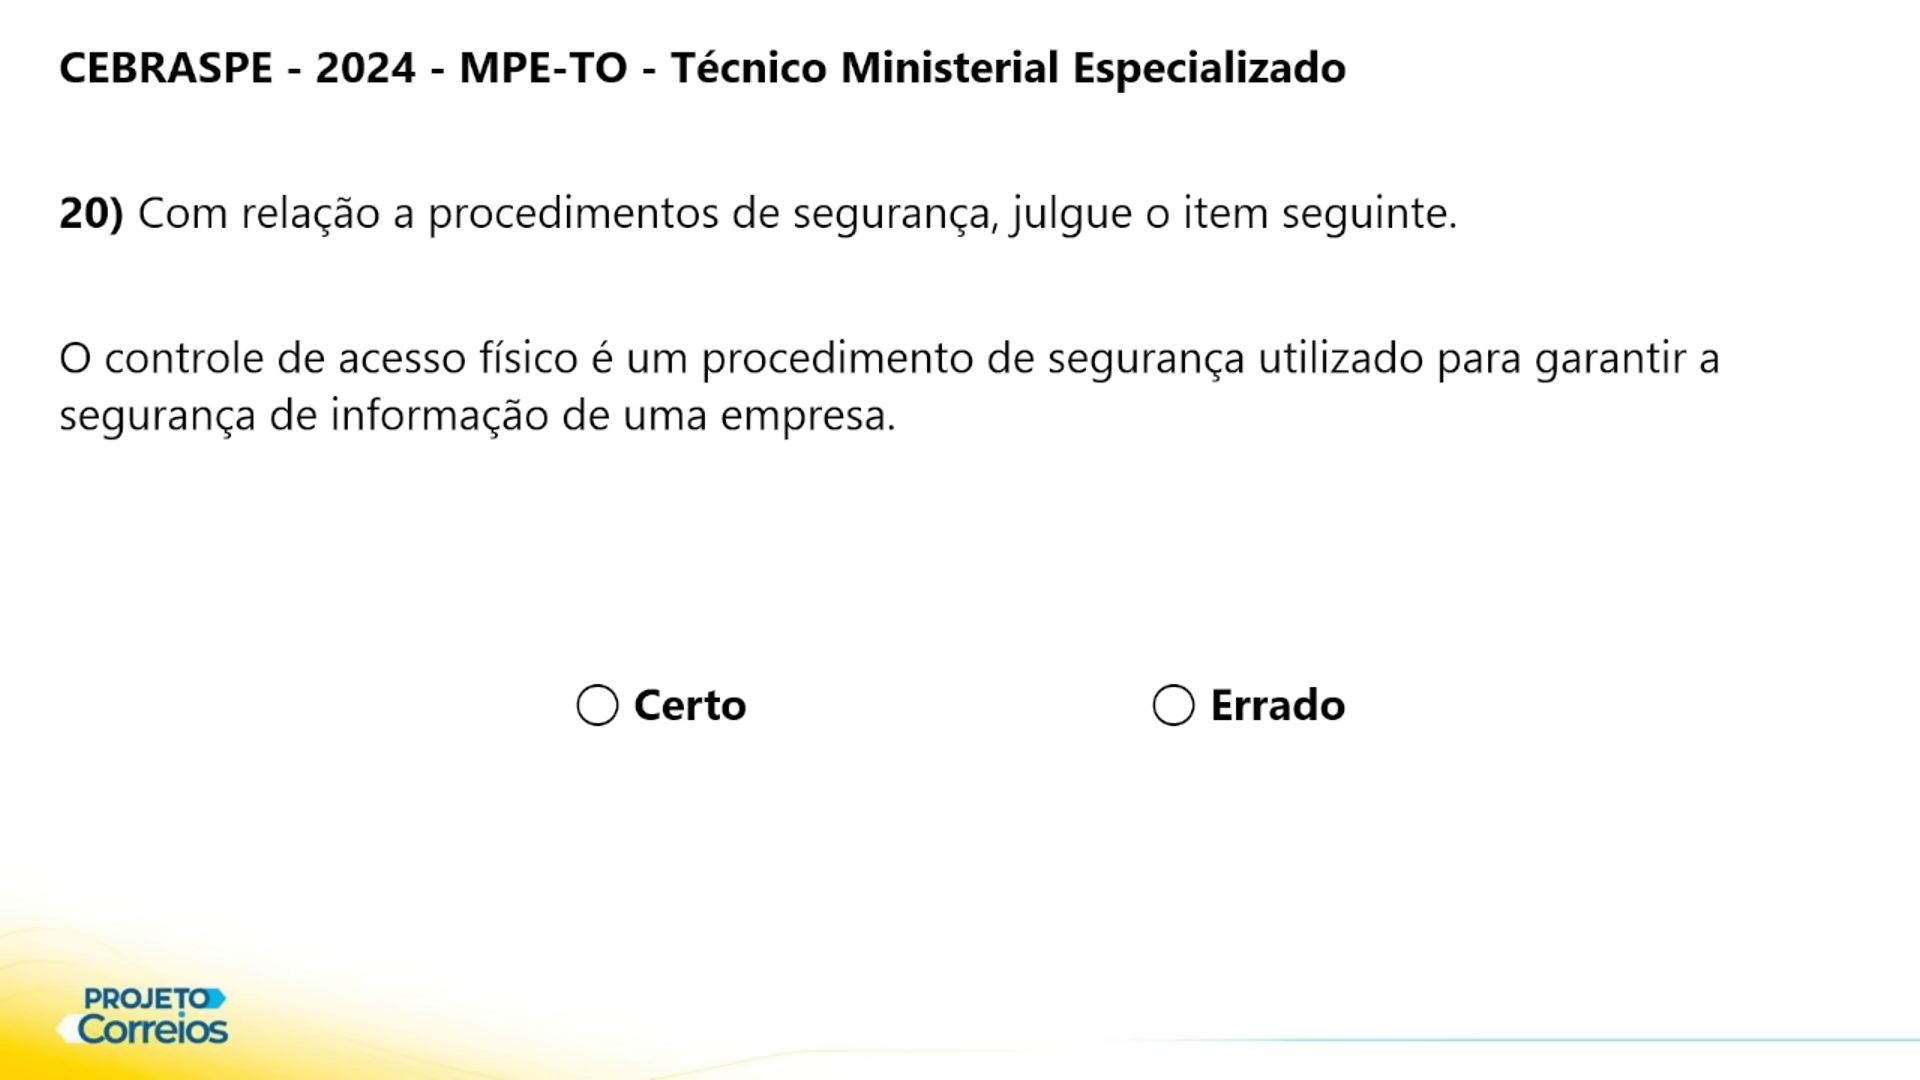 CEBRASPE - 2024 - MPE-TO - Técnico Ministerial Especializado
20) Com relação a procedimentos de segurança, julgue o item seguinte.
O controle de acesso físico é um procedimento de segurança utilizado para garantir a
segurança de informação de uma empresa.
Certo
Errado
PROJETO
Correios